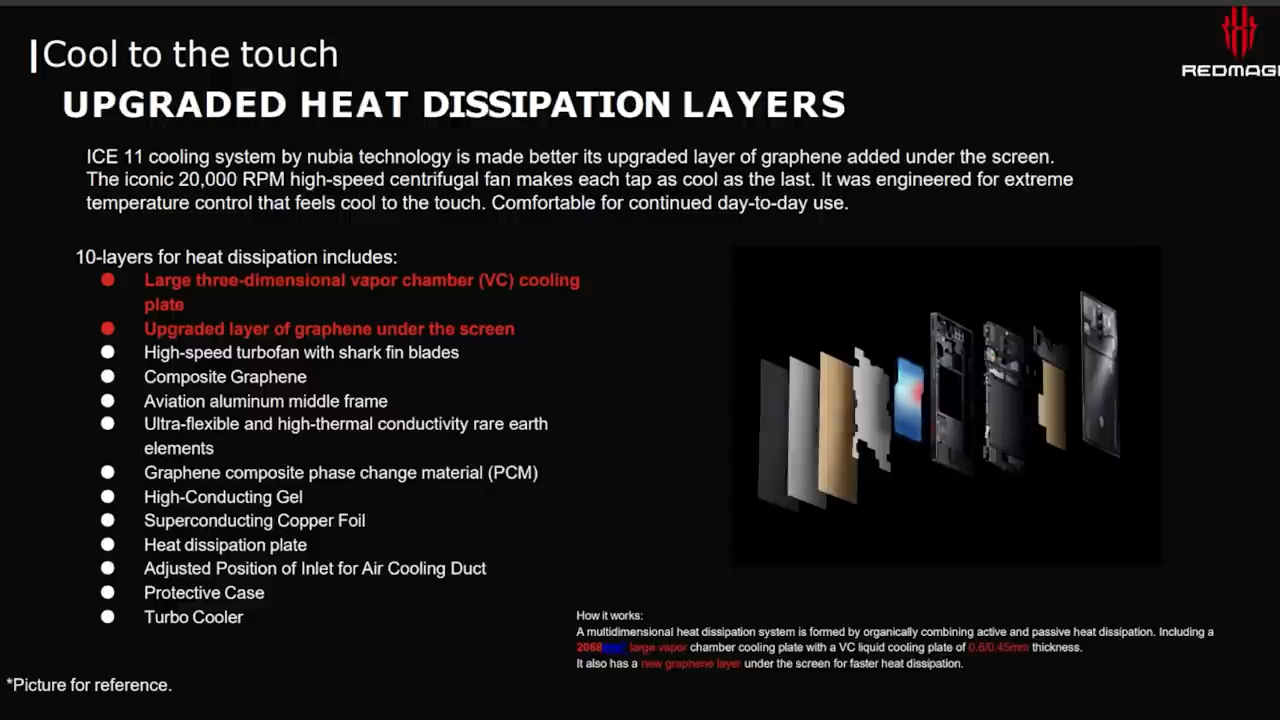 |Cool to the touch
REDMAGI
UPGRADED HEAT DISSIPATION LAYERS
ICE 11 cooling system by nubia technology is made better its upgraded layer of graphene added under the screen.
The iconic 20,000 RPM high-speed centrifugal fan makes each tap as cool as the last. It was engineered for extreme
temperature control that feels cool to the touch. Comfortable for continued day-to-day use.
10-layers for heat dissipation includes:
Large three-dimensional vapor chamber (VC) cooling
plate
Upgraded layer of graphene under the screen
High-speed turbofan with shark fin blades
Composite Graphene
Aviation aluminum middle frame
Ultra-flexible and high-thermal conductivity rare earth
elements
Graphene composite phase change material (PCM)
High-Conducting Gel
Superconducting Copper Foil
Heat dissipation plate
Adjusted Position of Inlet for Air Cooling Duct
Protective Case
Turbo Cooler
How it works:
A multidimensional heat dissipation system is formed by organically combining active and passive heat dissipation. Including a
2068 large vapor chamber cooling plate with a VC liquid cooling plate of 0.6/0.45mm thickness.
It also has a new graphene layer under the screen for faster heat dissipation.
*Picture for reference.